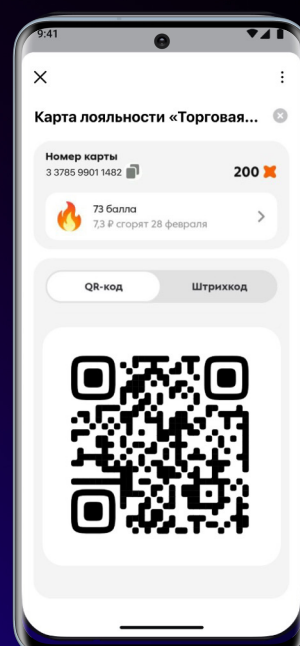 9:41
Карта лояльности «Торговая...
Номер карты
3 3785 9901 1482
200
73 балла
7,3 ₽ сгорят 28 февраля
QR-код
Штрихкод